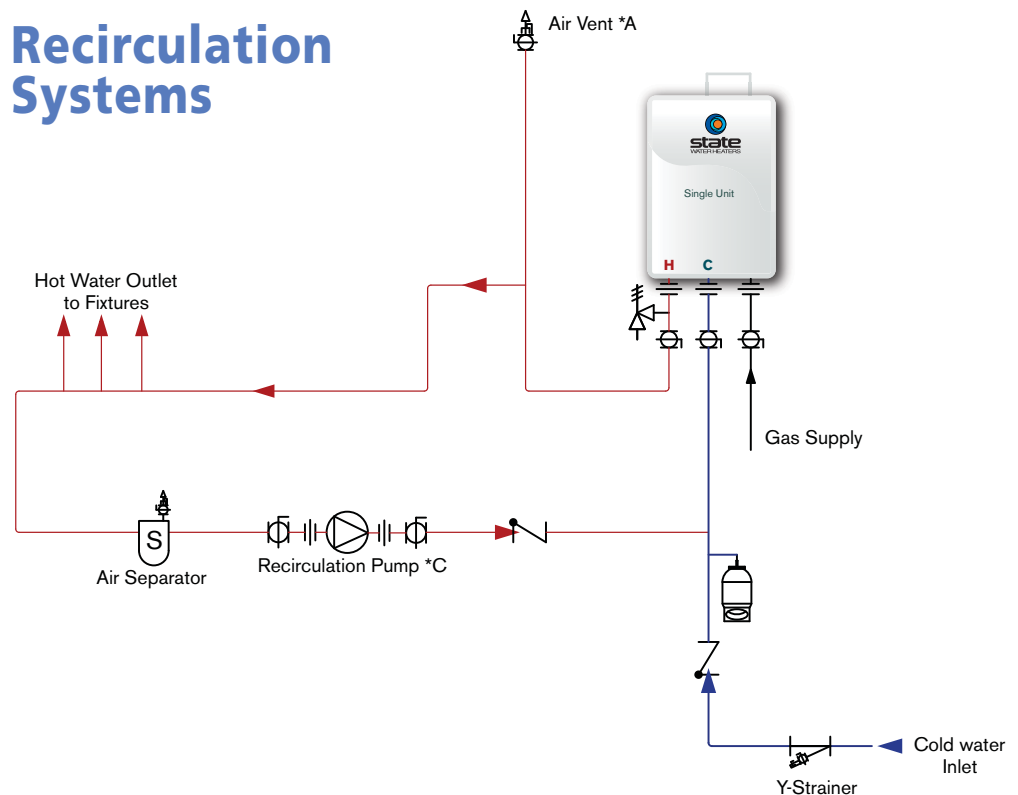 Recirculation
Systems
Air Vent *A
state
WATER HEATERS
Single Unit
H
C
Hot Water Outlet
to Fixtures
Gas Supply
S
Air Separator
Recirculation Pump *C
Cold water
Inlet
Y-Strainer